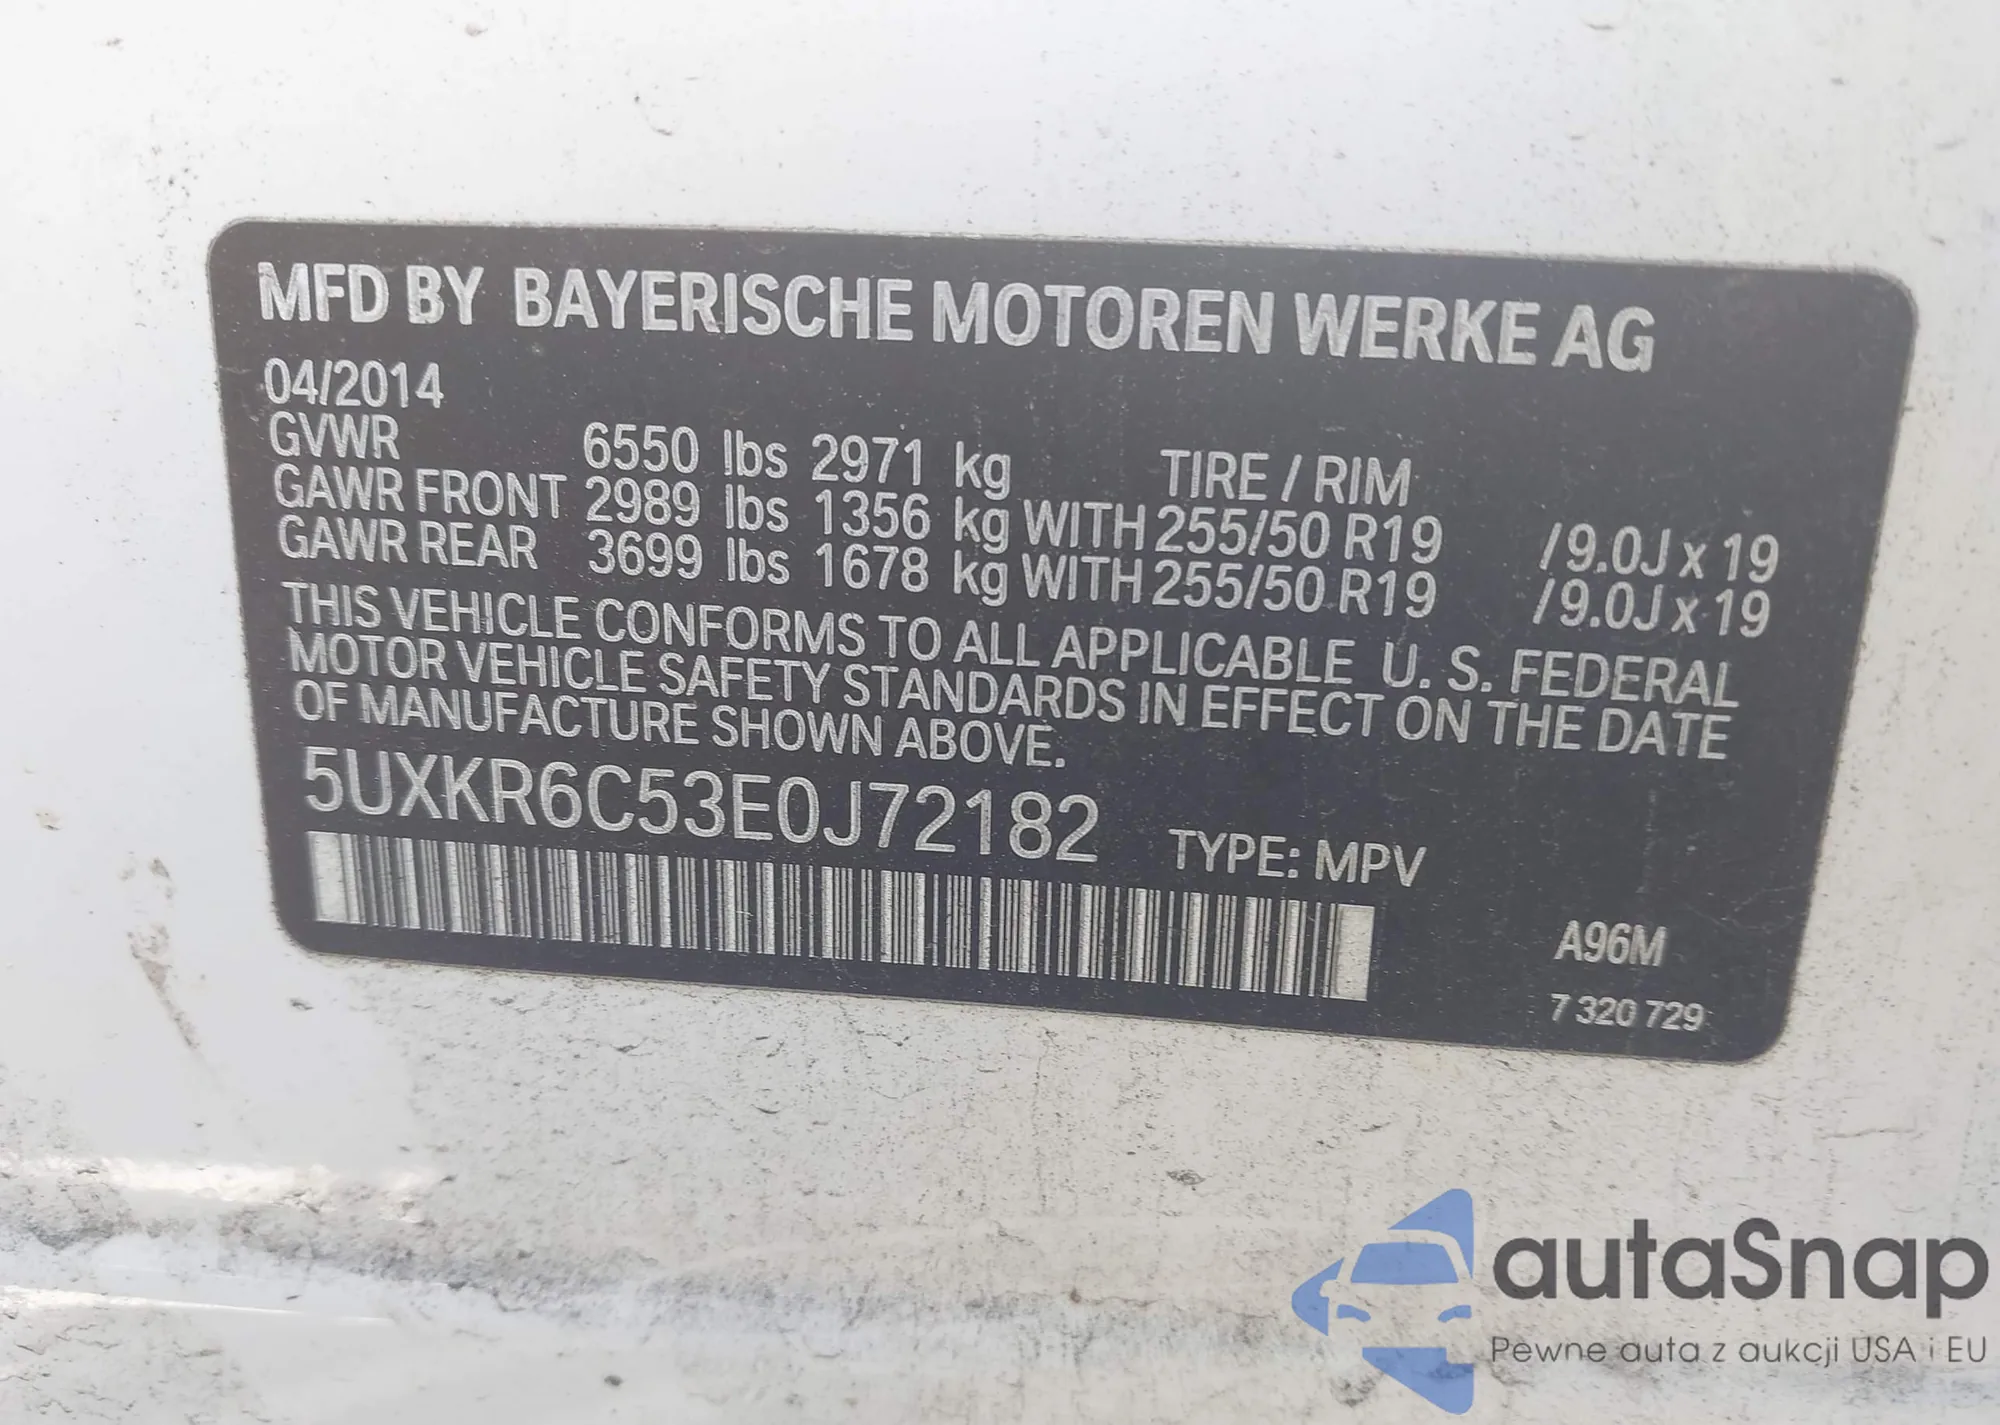 MFD BY BAYERISCHE MOTOREN WERKE AG
04/2014
GVWR 6550 lbs 2971 kg TIRE / RIM
GAWR FRONT 2989 lbs 1356 kg WITH 255/50 R19 /9.0J x 19
GAWR REAR 3699 lbs 1678 kg WITH 255/50 R19 /9.0J x 19
THIS VEHICLE CONFORMS TO ALL APPLICABLE U. S. FEDERAL
MOTOR VEHICLE SAFETY STANDARDS IN EFFECT ON THE DATE
OF MANUFACTURE SHOWN ABOVE.
5UXKR6C53E0J72182 TYPE: MPV
A96M
7 320 729
autaSnap
Pewne auta z aukcji USA i EU